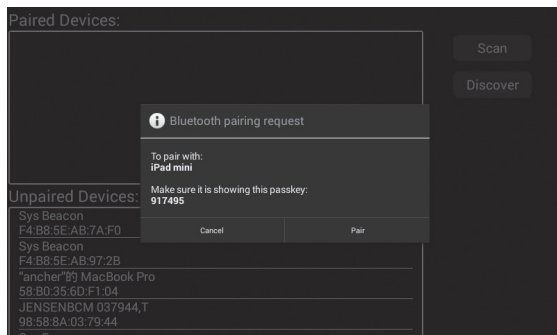 Paired Devices:
Scan
Discover
Bluetooth pairing request
To pair with:
iPad mini
Make sure it is showing this passkey:
917495
Cancel
Pair
Unpaired Devices:
Sys Beacon
F4:B8:5E:AB:7A:F0
Sys Beacon
F4:B8:5E:AB:97:2B
"ancher"的 MacBook Pro
58:B0:35:6D:F1:04
JENSENBCM 037944,T
98:58:8A:03:79:44